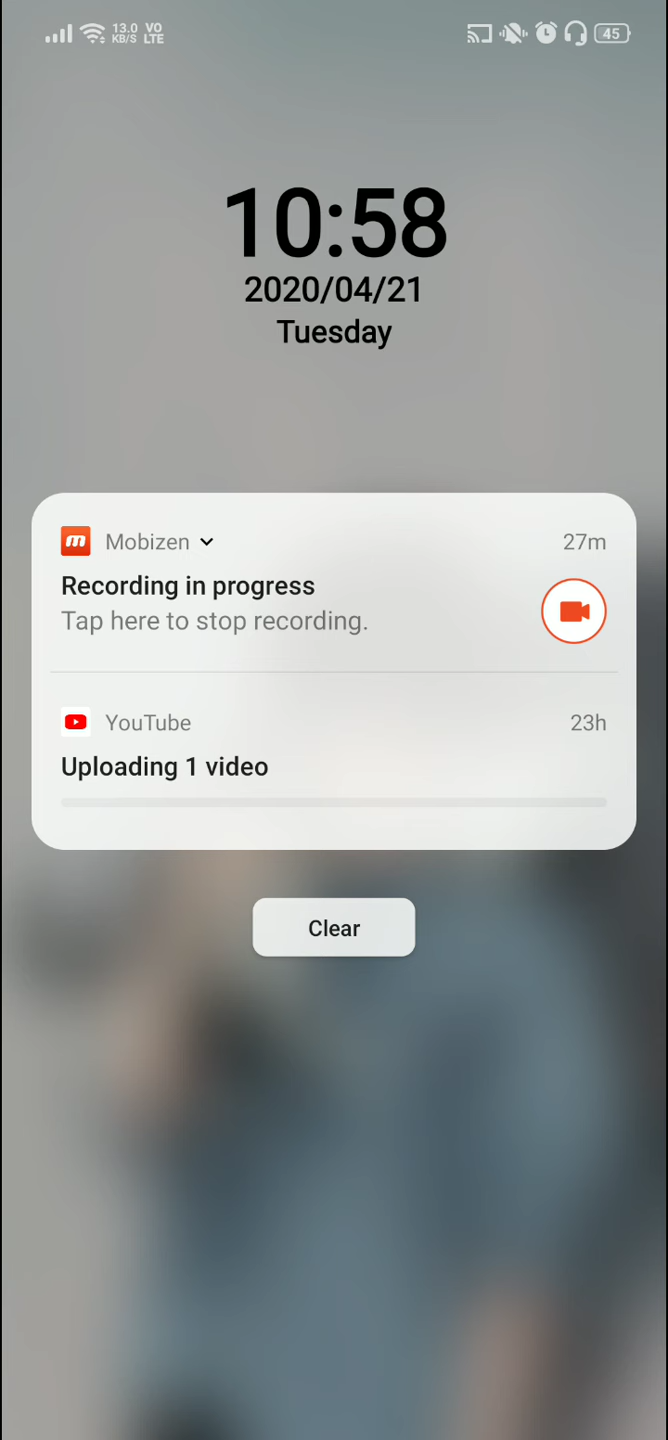 13.0 KB/S VO LTE 45
10:58
2020/04/21
Tuesday
Mobizen 27m
Recording in progress
Tap here to stop recording.
YouTube 23h
Uploading 1 video
Clear